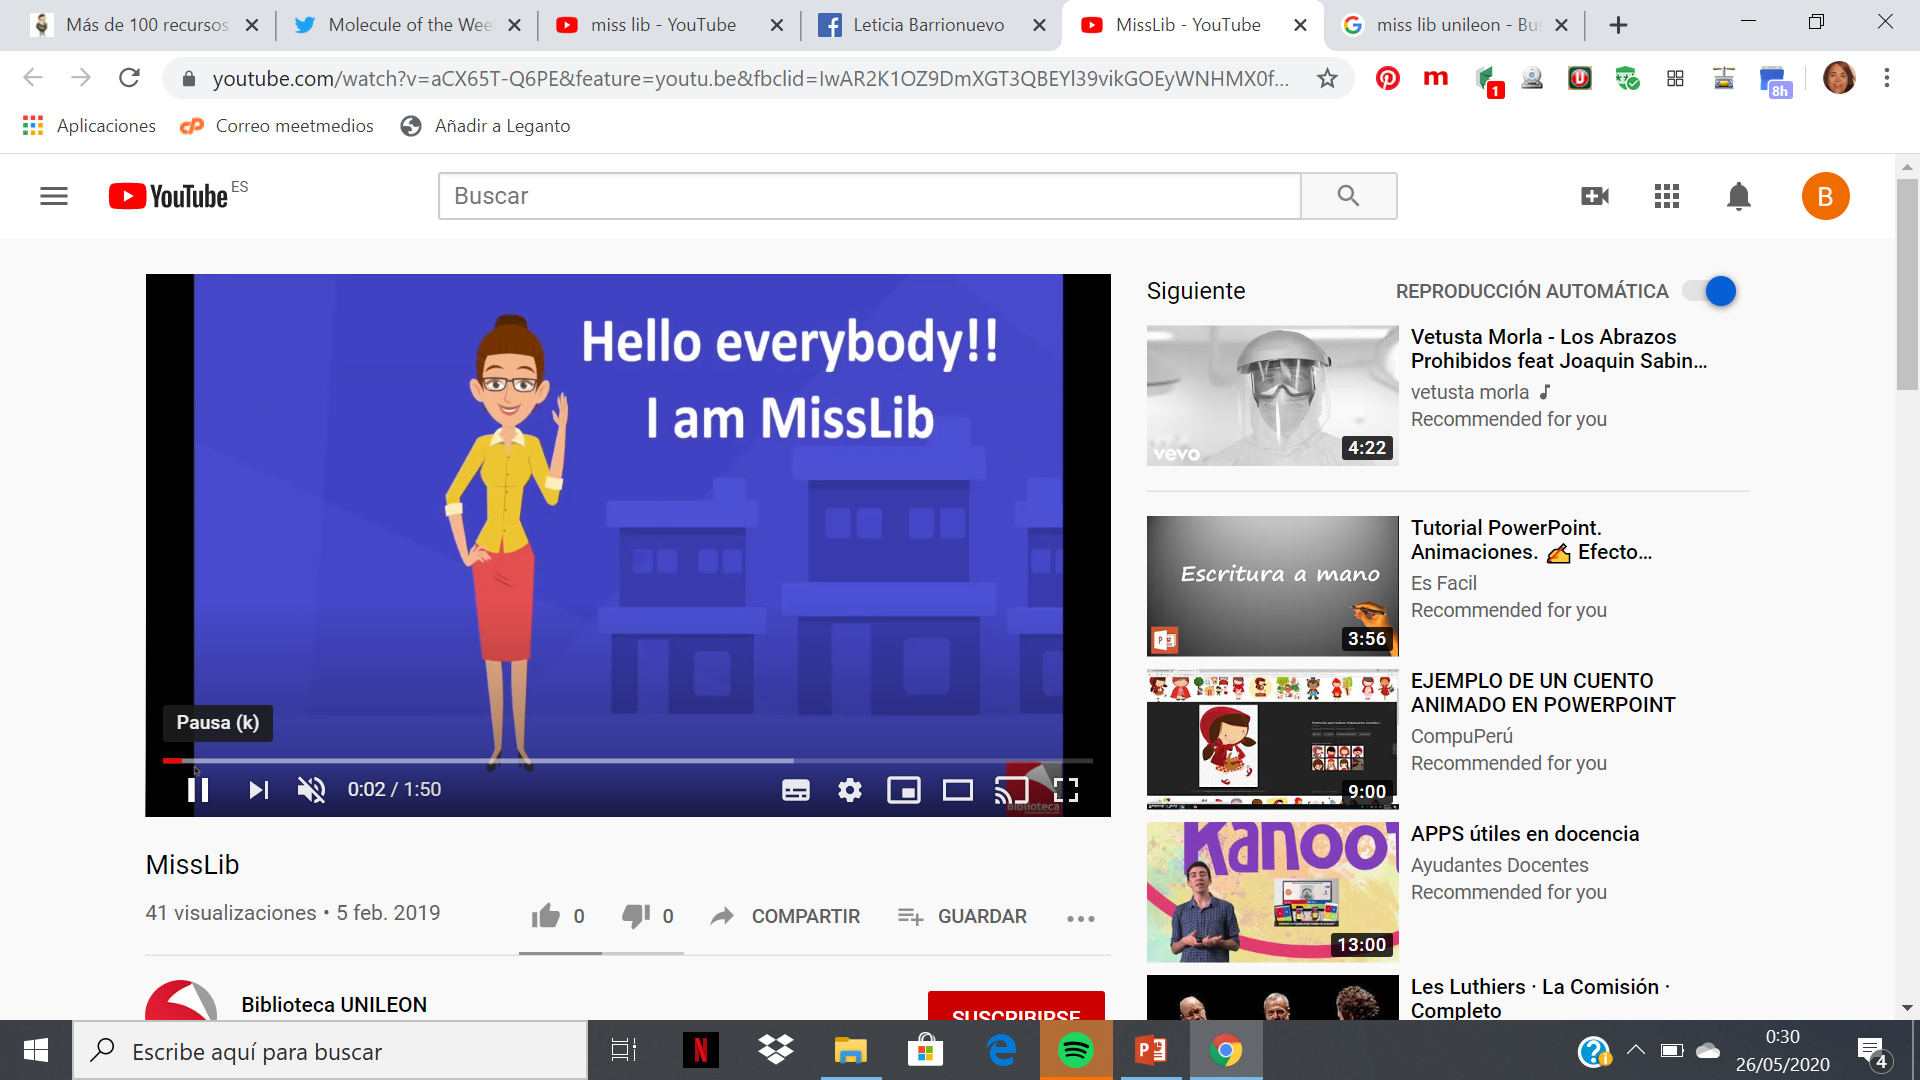 Más de 100 recursos
Molecule of the Wee
miss lib - YouTube
Leticia Barrionuevo
MissLib - YouTube
miss lib unileon - Bu
youtube.com/watch?v=aCX65T-Q6PE&feature=youtu.be&fbclid=IwAR2K1OZ9DmXGT3QBEYl39vikGOEyWNHMX0f...
1
8h
Aplicaciones
Correo meetmedios
Añadir a Leganto
YouTube ES
Buscar
B
Hello everybody!!
I am MissLib
Pausa (k)
0:02 / 1:50
Biblioteca
MissLib
41 visualizaciones • 5 feb. 2019
0
0
COMPARTIR
GUARDAR
Biblioteca UNILEON
SUSCRIBIRSE
Siguiente
REPRODUCCIÓN AUTOMÁTICA
vevo
4:22
Vetusta Morla - Los Abrazos
Prohibidos feat Joaquin Sabin...
vetusta morla
Recommended for you
Escritura a mano
3:56
Tutorial PowerPoint.
Animaciones. ✍ Efecto...
Es Facil
Recommended for you
9:00
EJEMPLO DE UN CUENTO
ANIMADO EN POWERPOINT
CompuPerú
Recommended for you
Kahoot
13:00
APPS útiles en docencia
Ayudantes Docentes
Recommended for you
Les Luthiers · La Comisión ·
Completo
Escribe aquí para buscar
0:30
26/05/2020
4